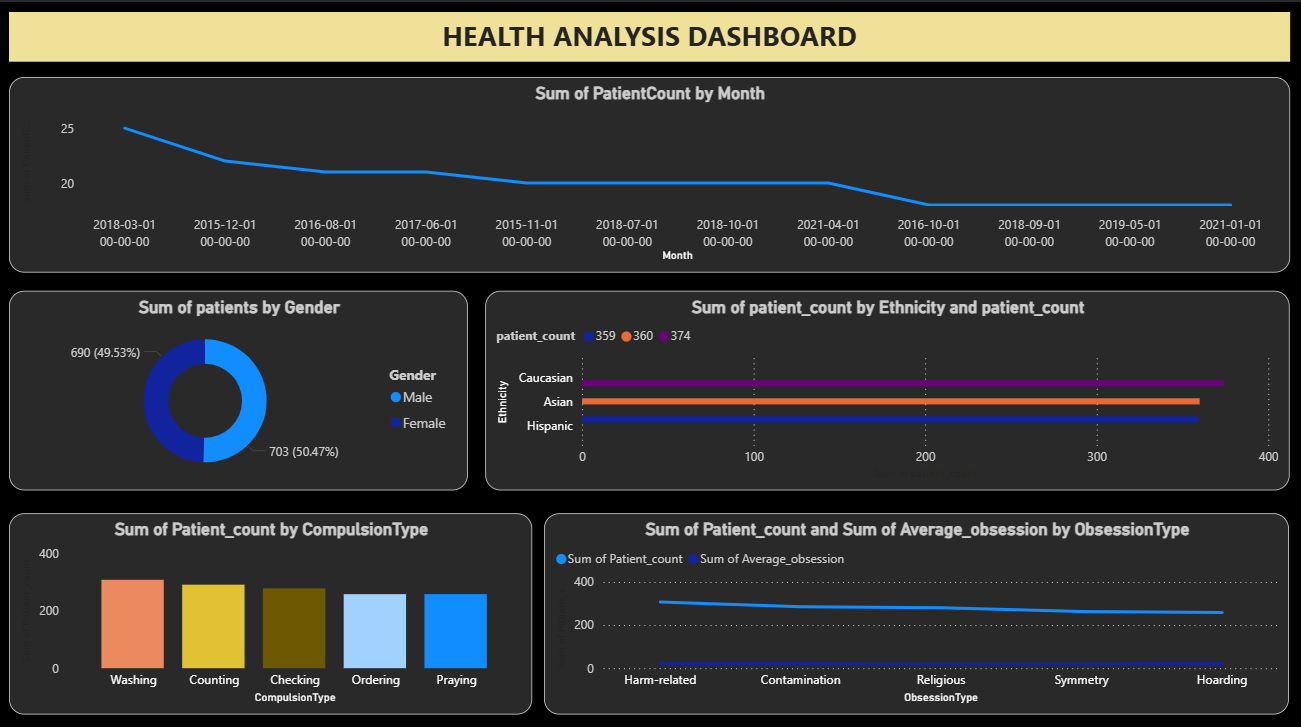 HEALTH ANALYSIS DASHBOARD
Sum of PatientCount by Month
25
20
2018-03-01 2015-12-01 2016-08-01 2017-06-01 2015-11-01 2018-07-01 2018-10-01 2021-04-01 2016-10-01 2018-09-01 2019-05-01 2021-01-01
00-00-00 00-00-00 00-00-00 00-00-00 00-00-00 00-00-00 00-00-00 00-00-00 00-00-00 00-00-00 00-00-00 00-00-00
Month
Sum of patients by Gender
690 (49.53%)
703 (50.47%)
Gender
Male
Female
Sum of patient_count by Ethnicity and patient_count
patient_count 359 360 374
Ethnicity
Caucasian
Asian
Hispanic
0 100 200 300 400
Sum of Patient_count by CompulsionType
400
200
0
Washing Counting Checking Ordering Praying
CompulsionType
Sum of Patient_count and Sum of Average_obsession by ObsessionType
Sum of Patient_count Sum of Average_obsession
400
200
0
Harm-related Contamination Religious Symmetry Hoarding
ObsessionType